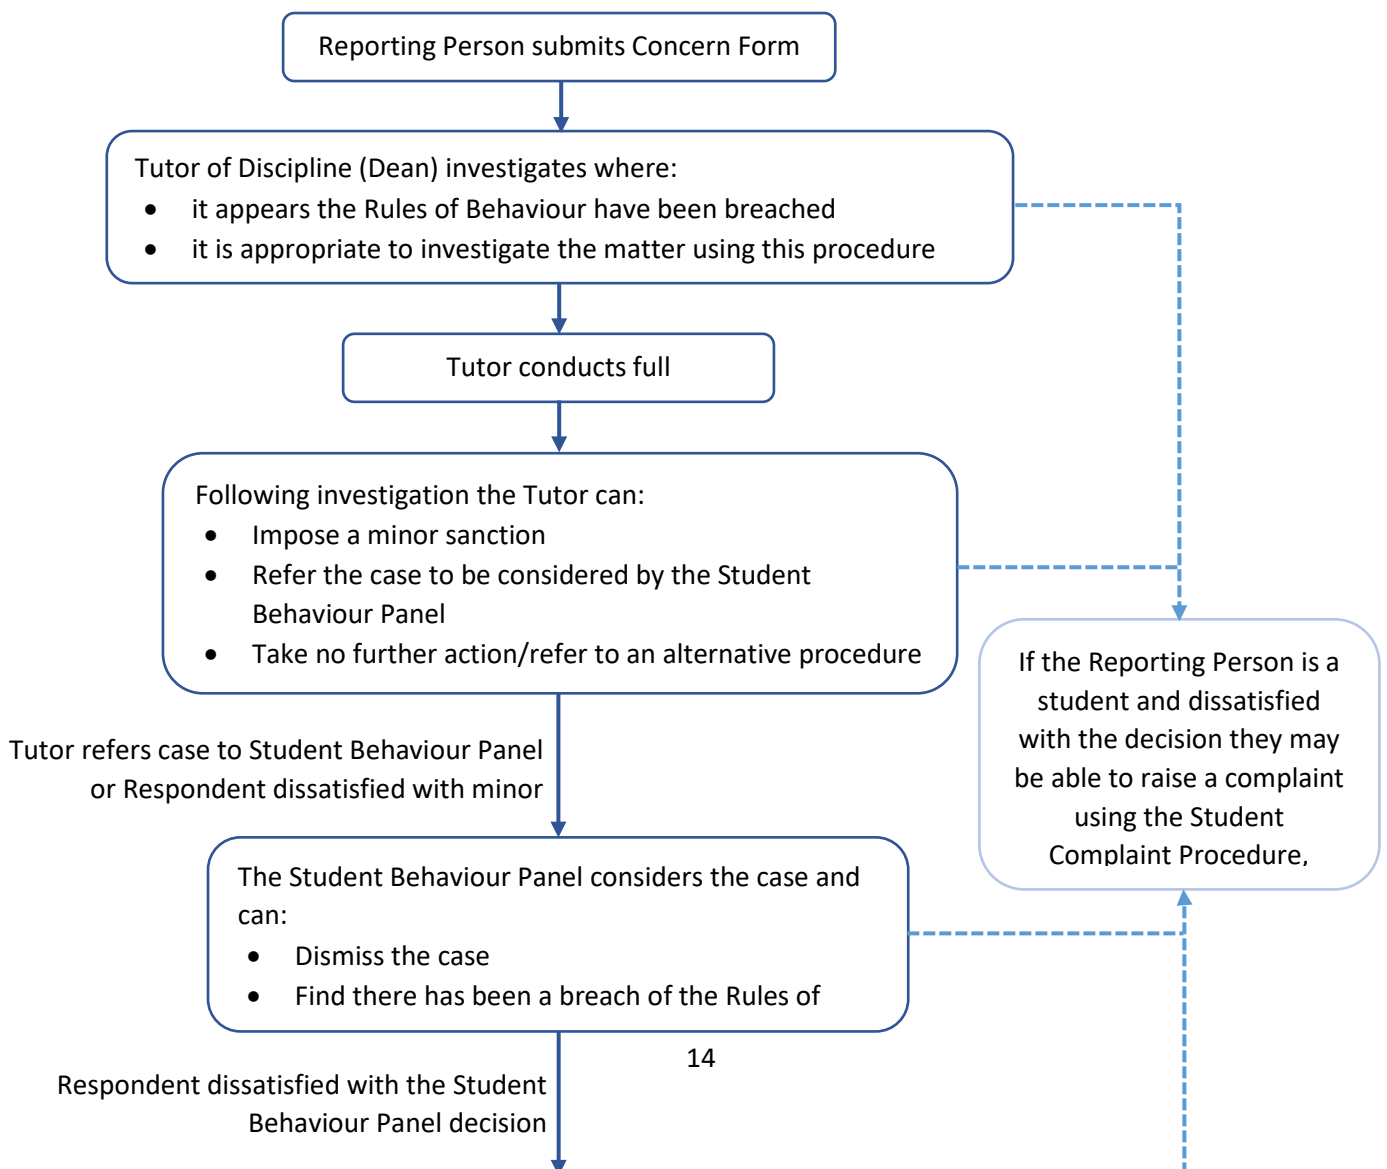 Reporting Person submits Concern Form
Tutor of Discipline (Dean) investigates where:
• it appears the Rules of Behaviour have been breached
• it is appropriate to investigate the matter using this procedure
Tutor conducts full
Following investigation the Tutor can:
• Impose a minor sanction
• Refer the case to be considered by the Student
Behaviour Panel
• Take no further action/refer to an alternative procedure
If the Reporting Person is a
student and dissatisfied
with the decision they may
be able to raise a complaint
using the Student
Complaint Procedure,
Tutor refers case to Student Behaviour Panel
or Respondent dissatisfied with minor
The Student Behaviour Panel considers the case and
can:
• Dismiss the case
• Find there has been a breach of the Rules of
14
Respondent dissatisfied with the Student
Behaviour Panel decision